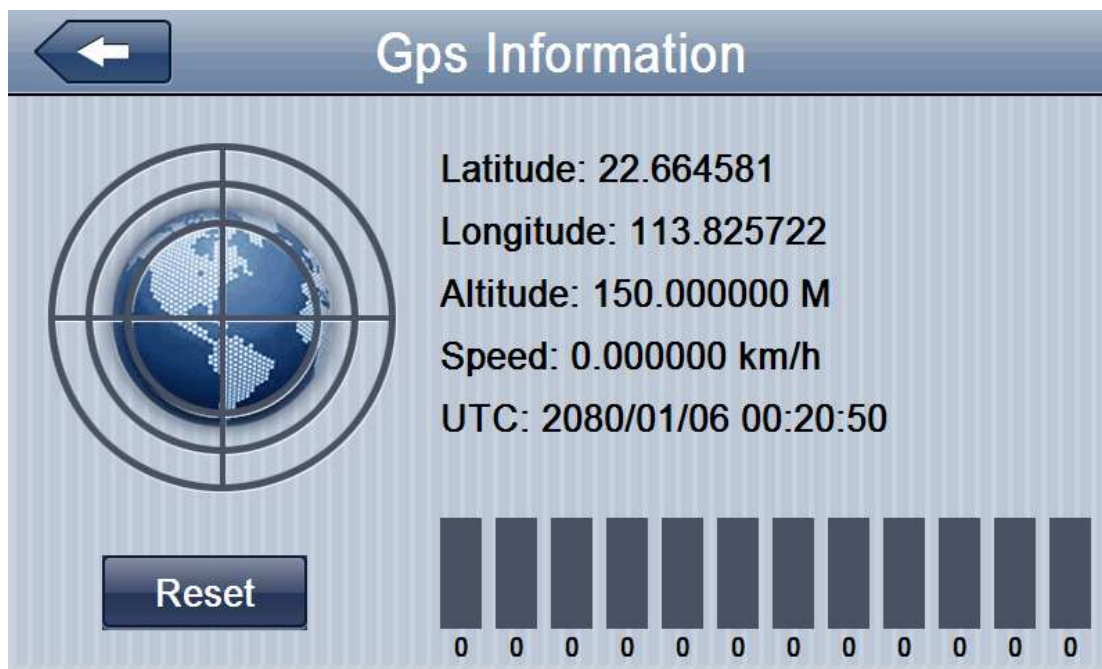 Gps Information
Latitude: 22.664581
Longitude: 113.825722
Altitude: 150.000000 M
Speed: 0.000000 km/h
UTC: 2080/01/06 00:20:50
Reset
0 0 0 0 0 0 0 0 0 0 0 0